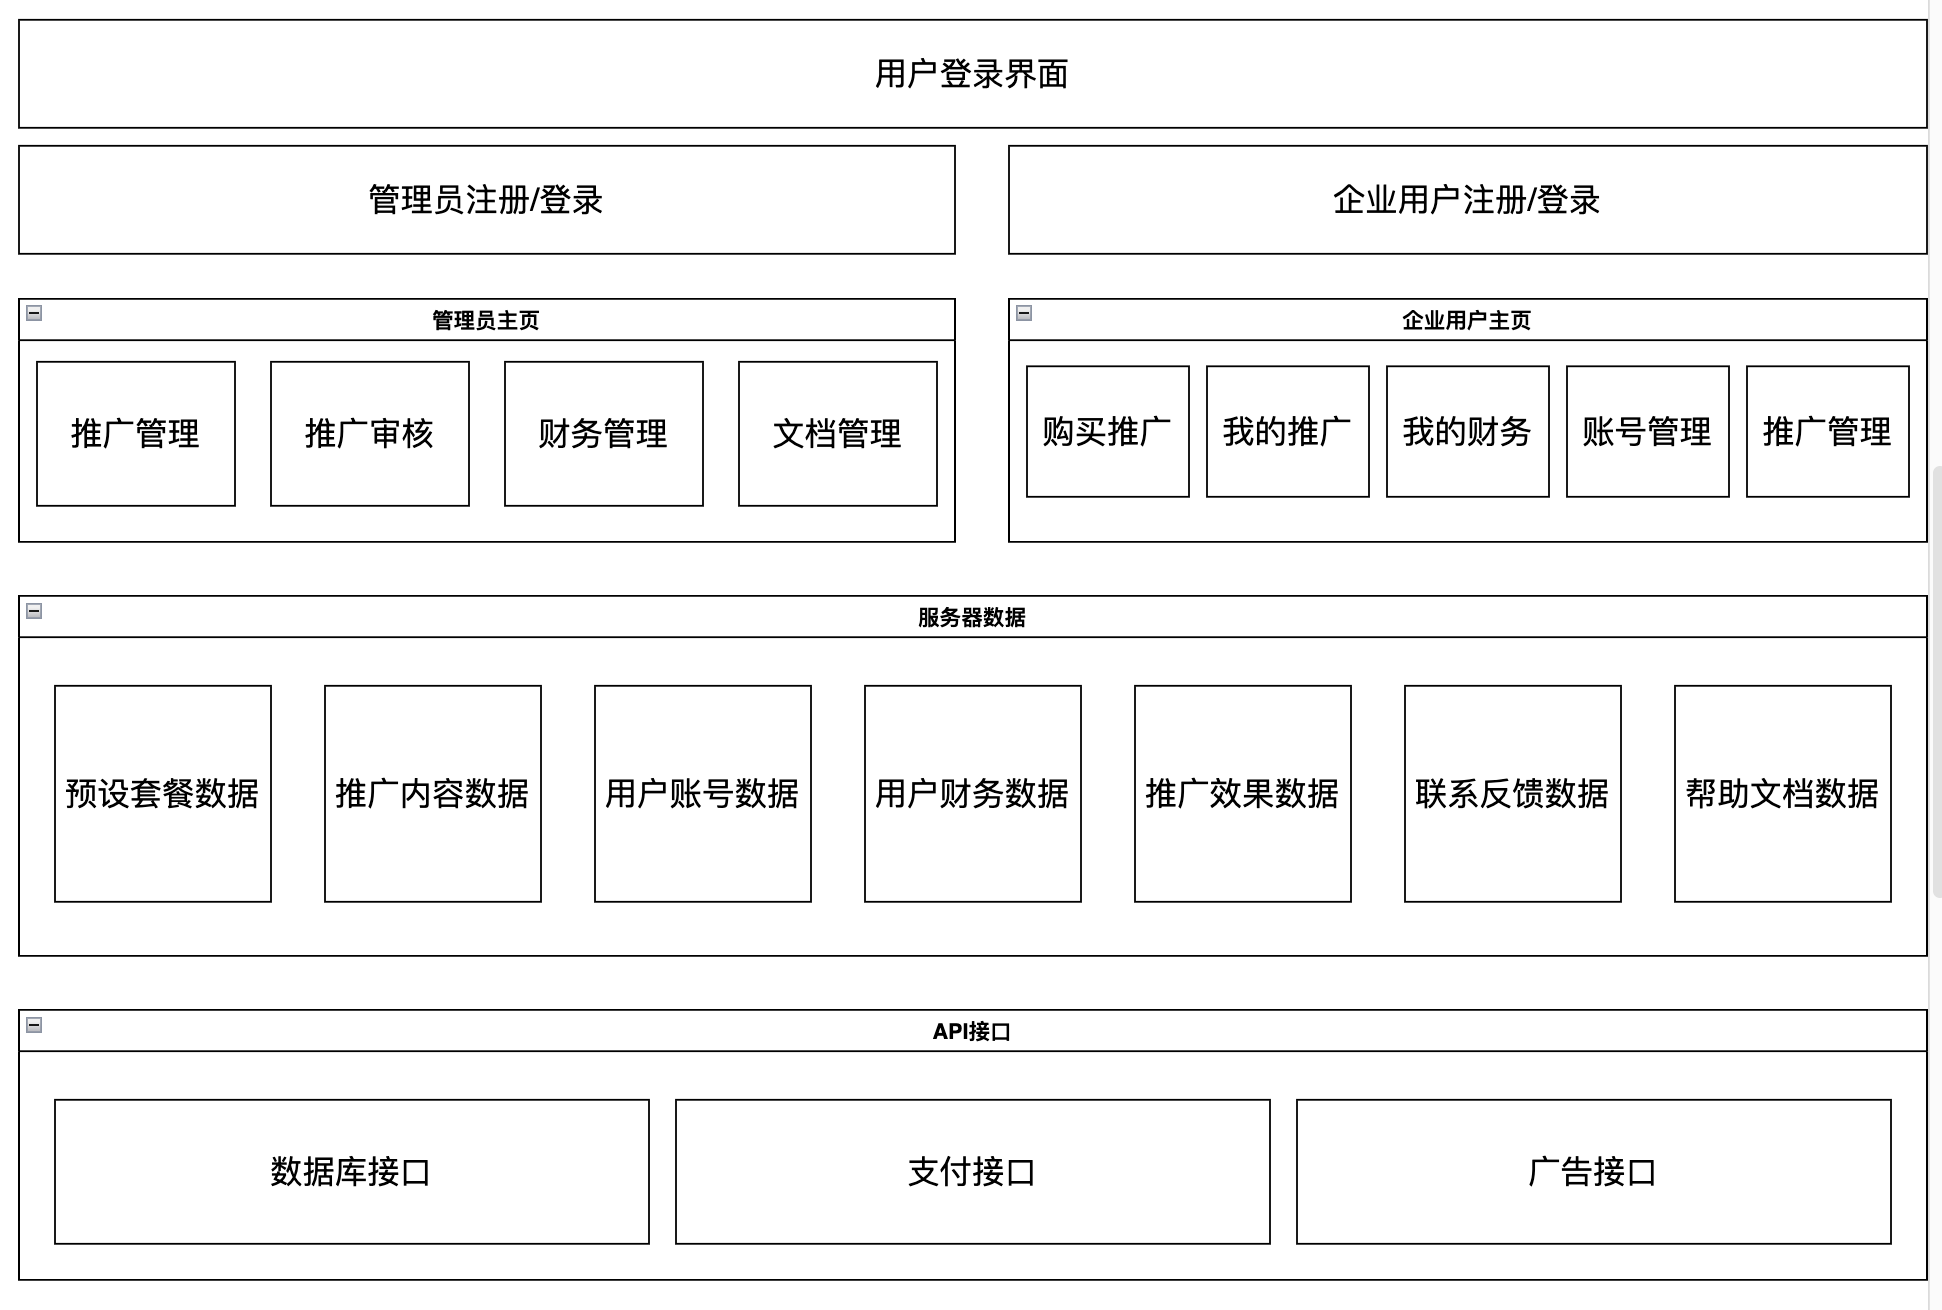 用户登录界面
管理员注册/登录
企业用户注册/登录
管理员主页
推广管理
推广审核
财务管理
文档管理
企业用户主页
购买推广
我的推广
我的财务
账号管理
推广管理
服务器数据
预设套餐数据
推广内容数据
用户账号数据
用户财务数据
推广效果数据
联系反馈数据
帮助文档数据
API接口
数据库接口
支付接口
广告接口